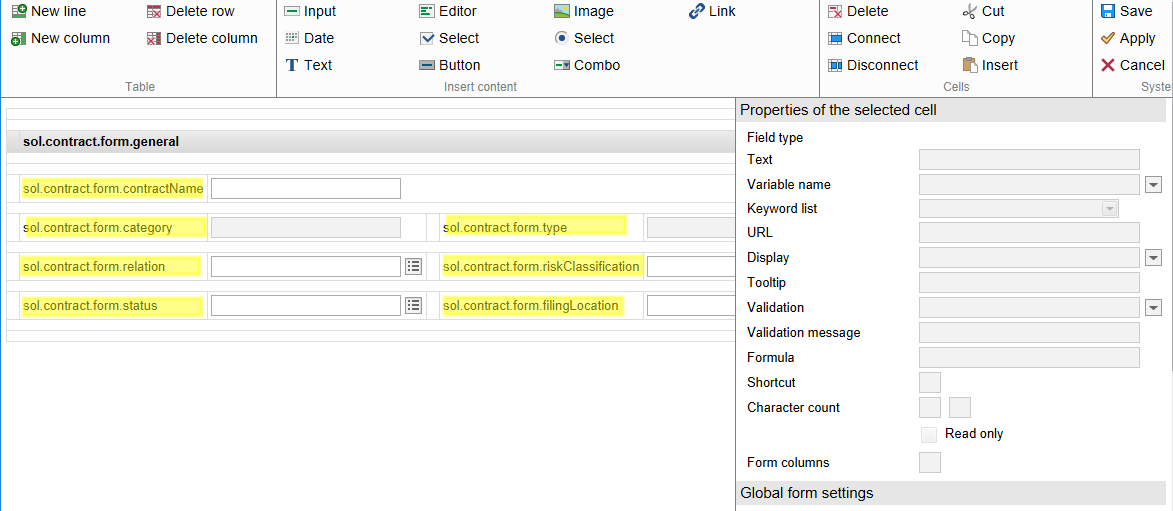 New line Delete row Input Editor Image Link Delete Cut Save
New column Delete column Date Select Select Connect Copy Apply
Text Button Combo Disconnect Insert Cancel
Table Insert content Cells Syste
Properties of the selected cell
sol.contract.form.general
Field type
Text
sol.contract.form.contractName
Variable name
Keyword list
sol.contract.form.category sol.contract.form.type
URL
sol.contract.form.relation sol.contract.form.riskClassification
Display
Tooltip
sol.contract.form.status sol.contract.form.filingLocation
Validation
Validation message
Formula
Shortcut
Character count
Read only
Form columns
Global form settings